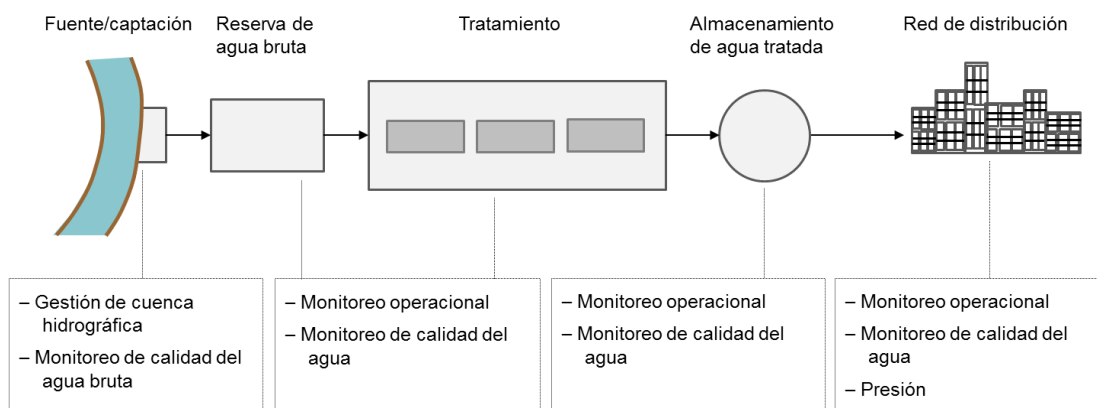 Fuente/captación
Reserva de
agua bruta
Tratamiento
Almacenamiento
de agua tratada
Red de distribución
– Gestión de cuenca
hidrográfica
– Monitoreo de calidad del
agua bruta
– Monitoreo operacional
– Monitoreo de calidad del
agua
– Monitoreo operacional
– Monitoreo de calidad del
agua
– Monitoreo operacional
– Monitoreo de calidad del
agua
– Presión